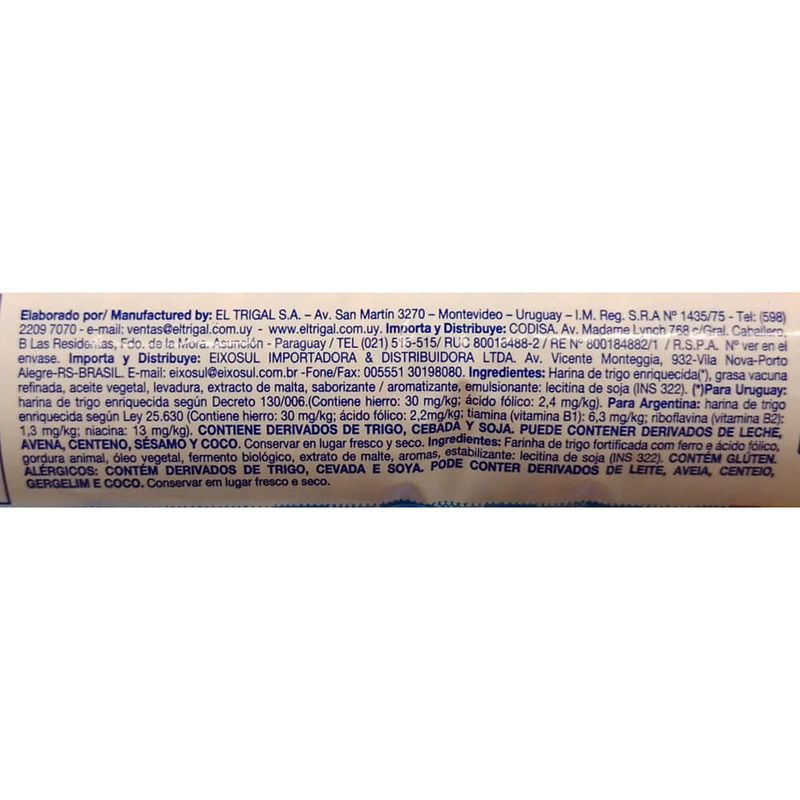 Elaborado por/ Manufactured by: EL TRIGAL S.A. – Av. San Martín 3270 – Montevideo – Uruguay – I.M. Reg. S.R.A Nº 1435/75 - Tel: (598)
2209 7070 - e-mail: ventas@eltrigal.com.uy - www.eltrigal.com.uy. Importa y Distribuye: CODISA. Av. Madame Lynch 768 c/Gral. Caballero,
B Las Residentas, Fdo. de la Mora. Asunción - Paraguay / TEL (021) 515-515/ RUC 80018488-2 / RE Nº 800184882/1 / R.S.P.A. Nº ver en el
envase. Importa y Distribuye: EIXOSUL IMPORTADORA & DISTRIBUIDORA LTDA. Av. Vicente Monteggia, 932-Vila Nova-Porto
Alegre-RS-BRASIL. E-mail: eixosul@eixosul.com.br -Fone/Fax: 005551 30198080. Ingredientes: Harina de trigo enriquecida(*), grasa vacuna
refinada, aceite vegetal, levadura, extracto de malta, saborizante / aromatizante, emulsionante: lecitina de soja (INS 322). (*)Para Uruguay:
harina de trigo enriquecida según Decreto 130/006.(Contiene hierro: 30 mg/kg; ácido fólico: 2,4 mg/kg). Para Argentina: harina de trigo
enriquecida según Ley 25.630 (Contiene hierro: 30 mg/kg; ácido fólico: 2,2mg/kg; tiamina (vitamina B1): 6,3 mg/kg; riboflavina (vitamina B2):
1,3 mg/kg; niacina: 13 mg/kg). CONTIENE DERIVADOS DE TRIGO, CEBADA Y SOJA. PUEDE CONTENER DERIVADOS DE LECHE,
AVENA, CENTENO, SÉSAMO Y COCO. Conservar en lugar fresco y seco. Ingredientes: Farinha de trigo fortificada com ferro e ácido fólico,
gordura animal, óleo vegetal, fermento biológico, extrato de malte, aromas, estabilizante: lecitina de soja (INS 322). CONTÉM GLÚTEN.
ALÉRGICOS: CONTÉM DERIVADOS DE TRIGO, CEVADA E SOYA. PODE CONTER DERIVADOS DE LEITE, AVEIA, CENTEIO,
GERGELIM E COCO. Conservar em lugar fresco e seco.